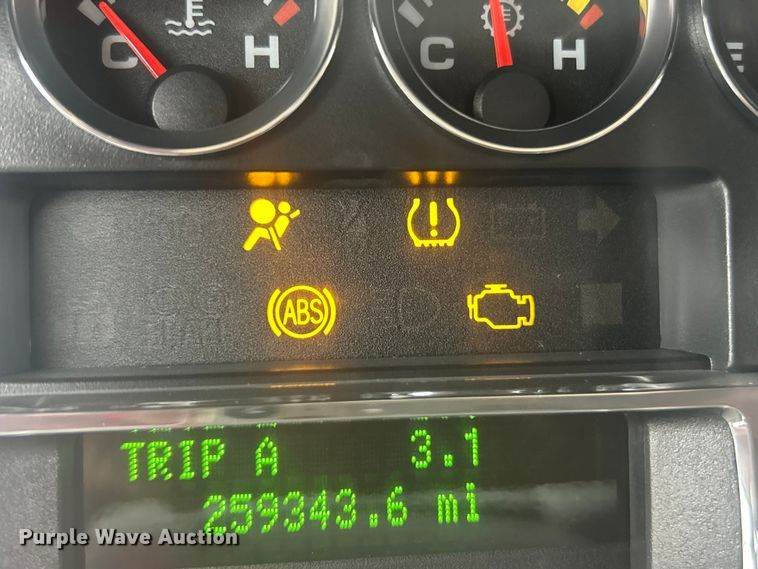 E
C H
E
C H
E
ABS
TRIP A 3.1
259343.6 mi
Purple Wave Auction